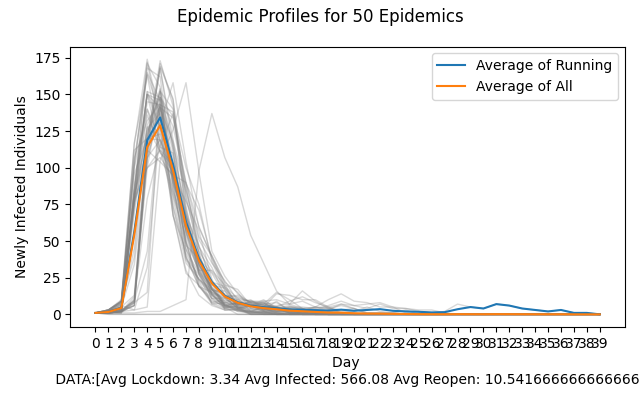 Epidemic Profiles for 50 Epidemics
Average of Running
Average of All
Newly Infected Individuals
175
150
125
100
75
50
25
0
0 1 2 3 4 5 6 7 8 9 10 11 12 13 14 15 16 17 18 19 20 21 22 23 24 25 26 27 28 29 30 31 32 33 34 35 36 37 38 39
Day
DATA:[Avg Lockdown: 3.34 Avg Infected: 566.08 Avg Reopen: 10.541666666666666